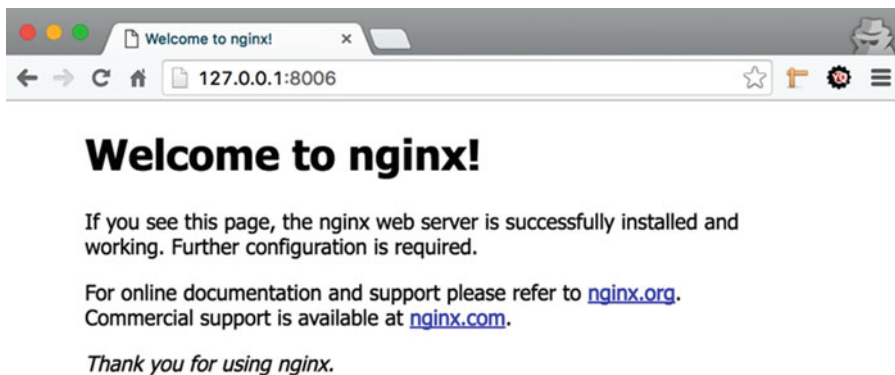 Welcome to nginx!
127.0.0.1:8006
Welcome to nginx!
If you see this page, the nginx web server is successfully installed and
working. Further configuration is required.
For online documentation and support please refer to nginx.org.
Commercial support is available at nginx.com.
Thank you for using nginx.